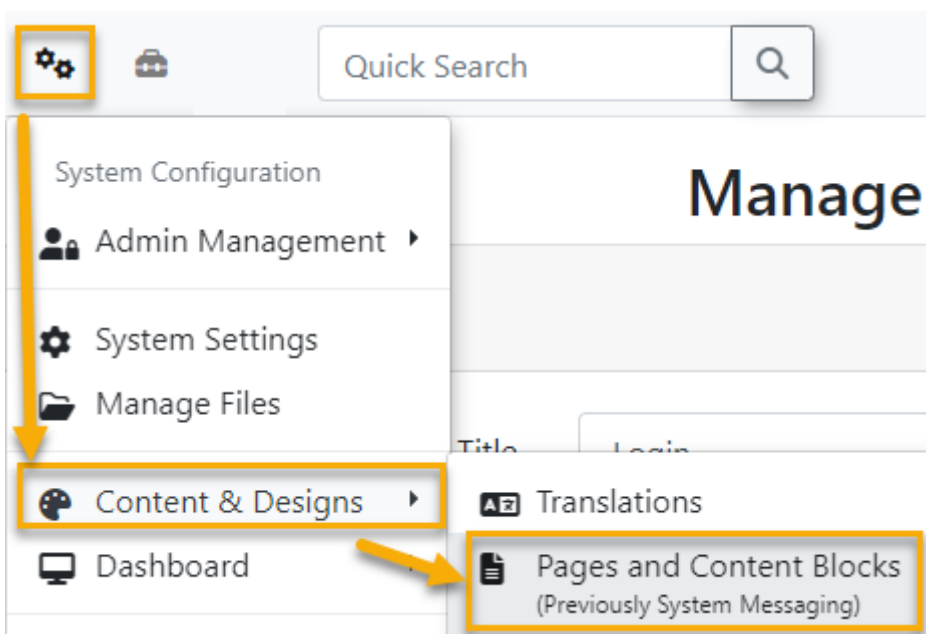 Quick Search
System Configuration
Manage
Admin Management
System Settings
Manage Files
Title
Login
Content & Designs
Translations
Dashboard
Pages and Content Blocks
(Previously System Messaging)